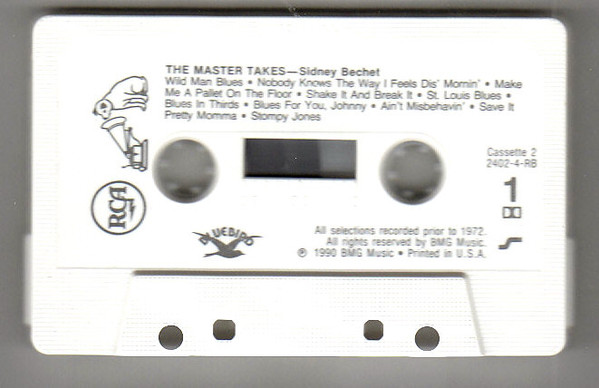 THE MASTER TAKES—Sidney Bechet
Wild Man Blues • Nobody Knows The Way I Feels Dis' Mornin' • Make
Me A Pallet On The Floor • Shake It And Break It • St. Louis Blues •
Blues In Thirds • Blues For You, Johnny • Ain't Misbehavin' • Save It
Pretty Momma • Stompy Jones
Cassette 2
2402-4-RB
1
RCA
BLUEBIRD
All selections recorded prior to 1972.
All rights reserved by BMG Music.
℗ 1990 BMG Music • Printed in U.S.A.